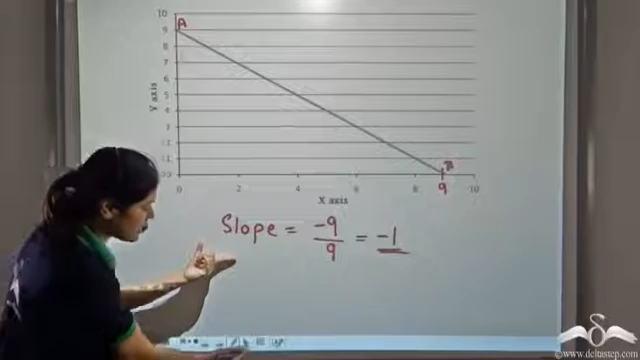 10
A
9
8
7
6
5
4
3
2
1
0
Y axis
B
0 2 4 6 8 9 10
X axis
Slope = -9/9 = -1
©www.deltastep.com